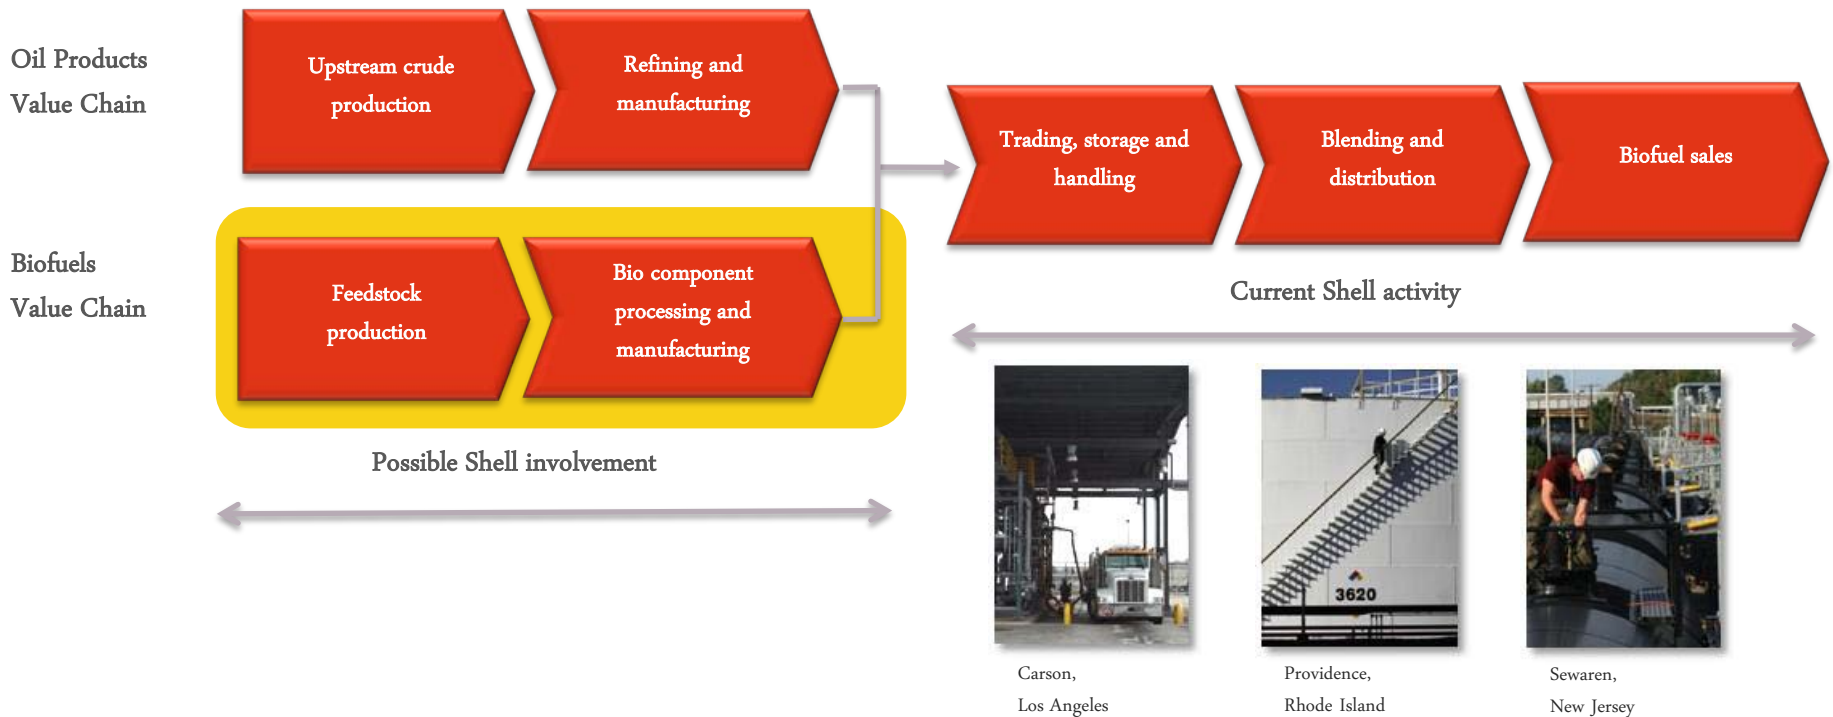 Oil Products
Value Chain
Upstream crude
production
Refining and
manufacturing
Trading, storage and
handling
Blending and
distribution
Biofuel sales
Biofuels
Value Chain
Feedstock
production
Bio component
processing and
manufacturing
Current Shell activity
Possible Shell involvement
3620
Carson,
Los Angeles
Providence,
Rhode Island
Sewaren,
New Jersey